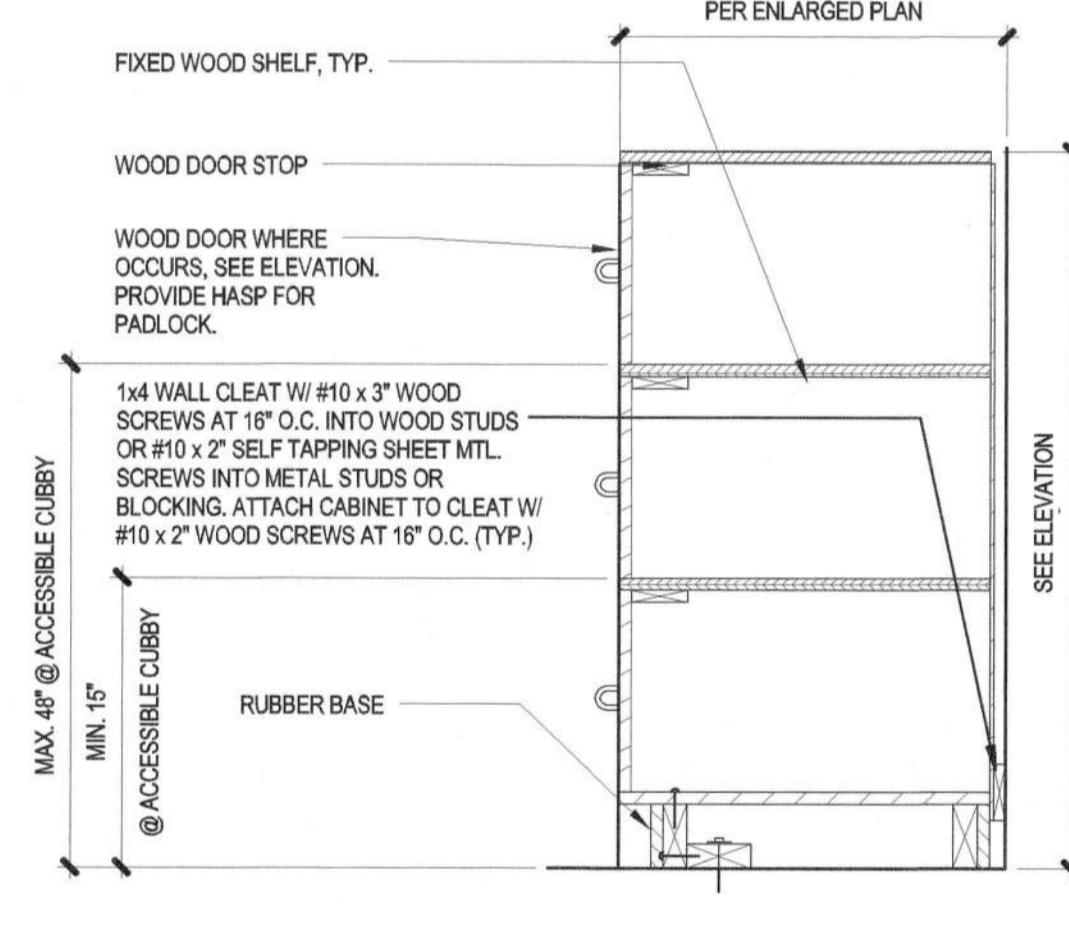 PER ENLARGED PLAN
FIXED WOOD SHELF, TYP.
WOOD DOOR STOP
WOOD DOOR WHERE
OCCURS, SEE ELEVATION.
PROVIDE HASP FOR
PADLOCK.
1x4 WALL CLEAT W/ #10 x 3" WOOD
SCREWS AT 16" O.C. INTO WOOD STUDS
OR #10 x 2" SELF TAPPING SHEET MTL.
SCREWS INTO METAL STUDS OR
BLOCKING. ATTACH CABINET TO CLEAT W/
#10 x 2" WOOD SCREWS AT 16" O.C. (TYP.)
RUBBER BASE
MAX. 48" @ ACCESSIBLE CUBBY
MIN. 15"
@ ACCESSIBLE CUBBY
SEE ELEVATION